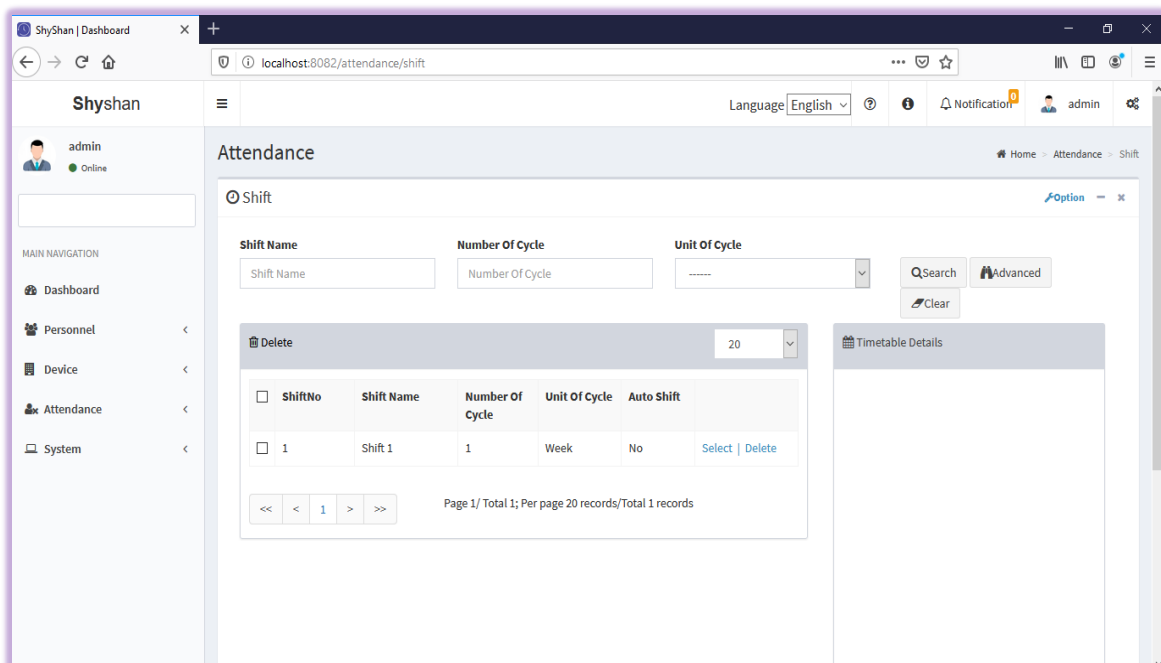 ShyShan | Dashboard
localhost:8082/attendance/shift
Shyshan
Language English
0
Notification
admin
admin
Online
Attendance
Home > Attendance > Shift
Shift
Option
MAIN NAVIGATION
Dashboard
Personnel
Device
Attendance
System
Shift Name Number Of Cycle Unit Of Cycle
Shift Name Number Of Cycle ------
Search Advanced
Clear
Delete 20
Timetable Details
ShiftNo Shift Name Number Of Cycle Unit Of Cycle Auto Shift
1 Shift 1 1 Week No Select | Delete
<< < 1 > >>
Page 1/ Total 1; Per page 20 records/Total 1 records